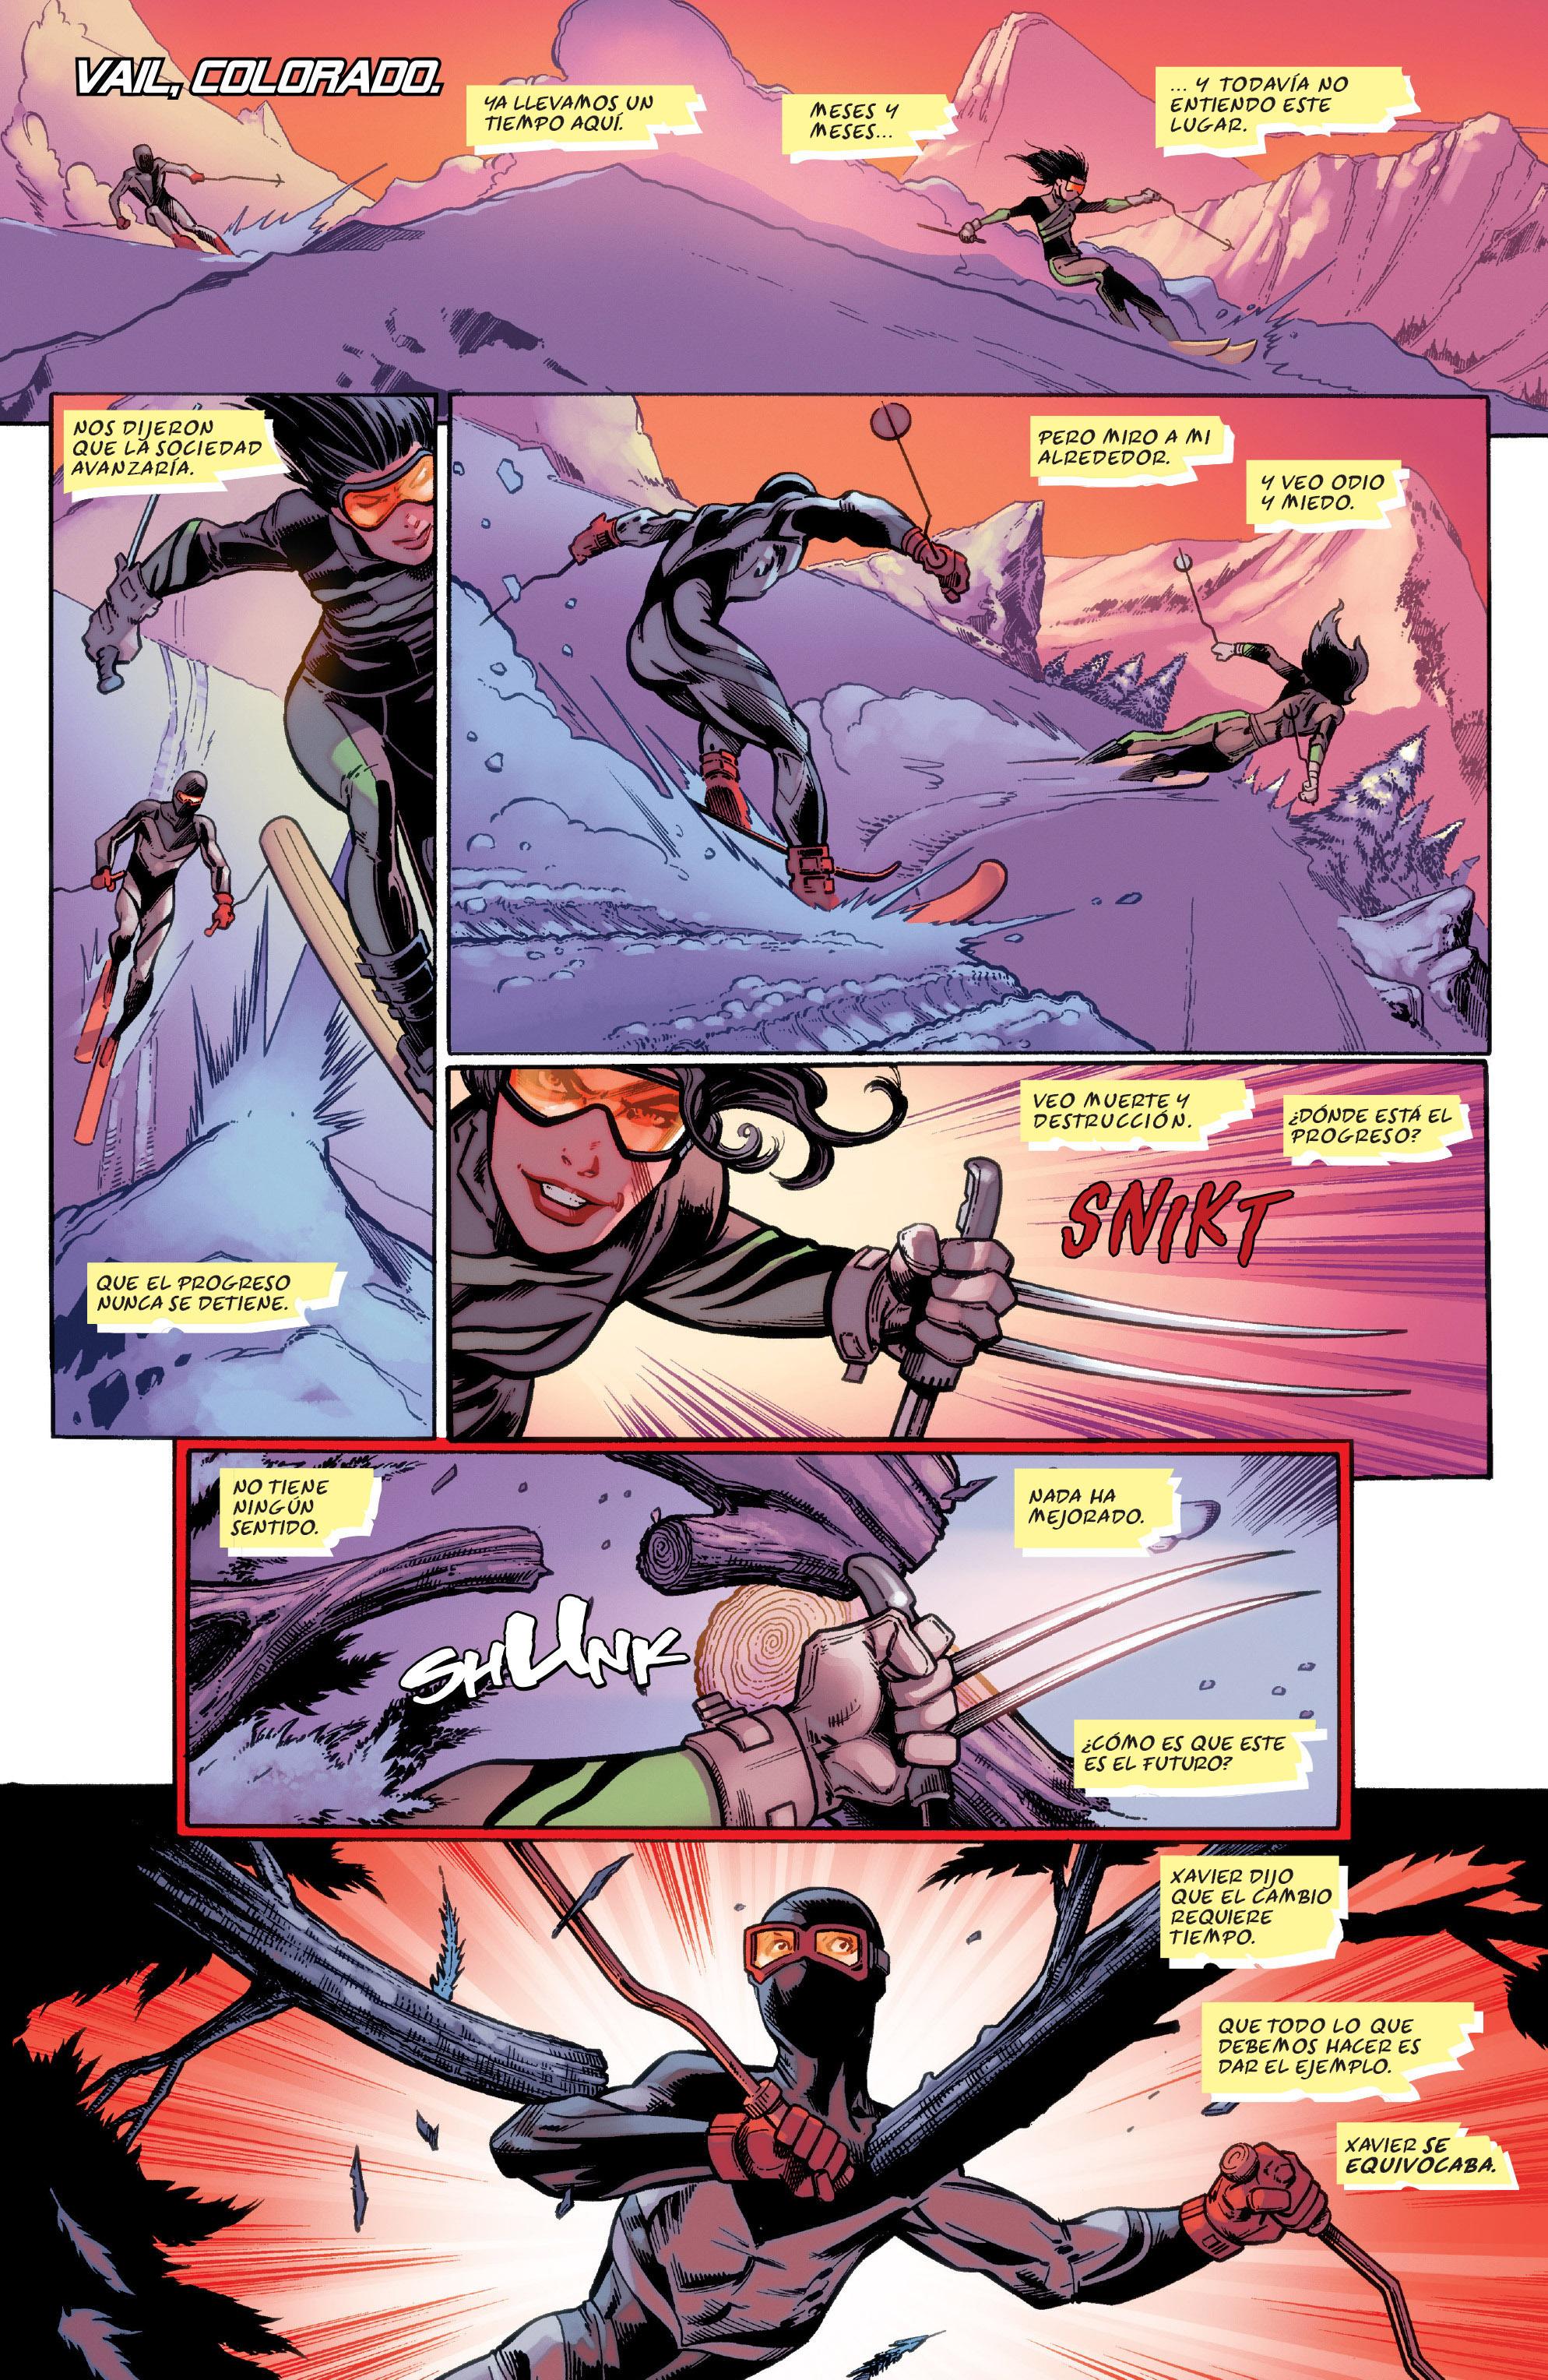 VAIL, COLORADO.
YA LLEVAMOS UN
TIEMPO AQUÍ.
MESES Y
MESES...
... Y TODAVÍA NO
ENTIENDO ESTE
LUGAR.
NOS DIJERON
QUE LA SOCIEDAD
AVANZARÍA.
QUE EL PROGRESO
NUNCA SE DETIENE.
PERO MIRO A MI
ALREDEDOR.
Y VEO ODIO
Y MIEDO.
VEO MUERTE Y
DESTRUCCIÓN.
¿DÓNDE ESTÁ EL
PROGRESO?
SNIKT
NO TIENE
NINGÚN
SENTIDO.
NADA HA
MEJORADO.
SHUNK
¿CÓMO ES QUE ESTE
ES EL FUTURO?
XAVIER DIJO
QUE EL CAMBIO
REQUIERE
TIEMPO.
QUE TODO LO QUE
DEBEMOS HACER ES
DAR EL EJEMPLO.
XAVIER SE
EQUIVOCABA.